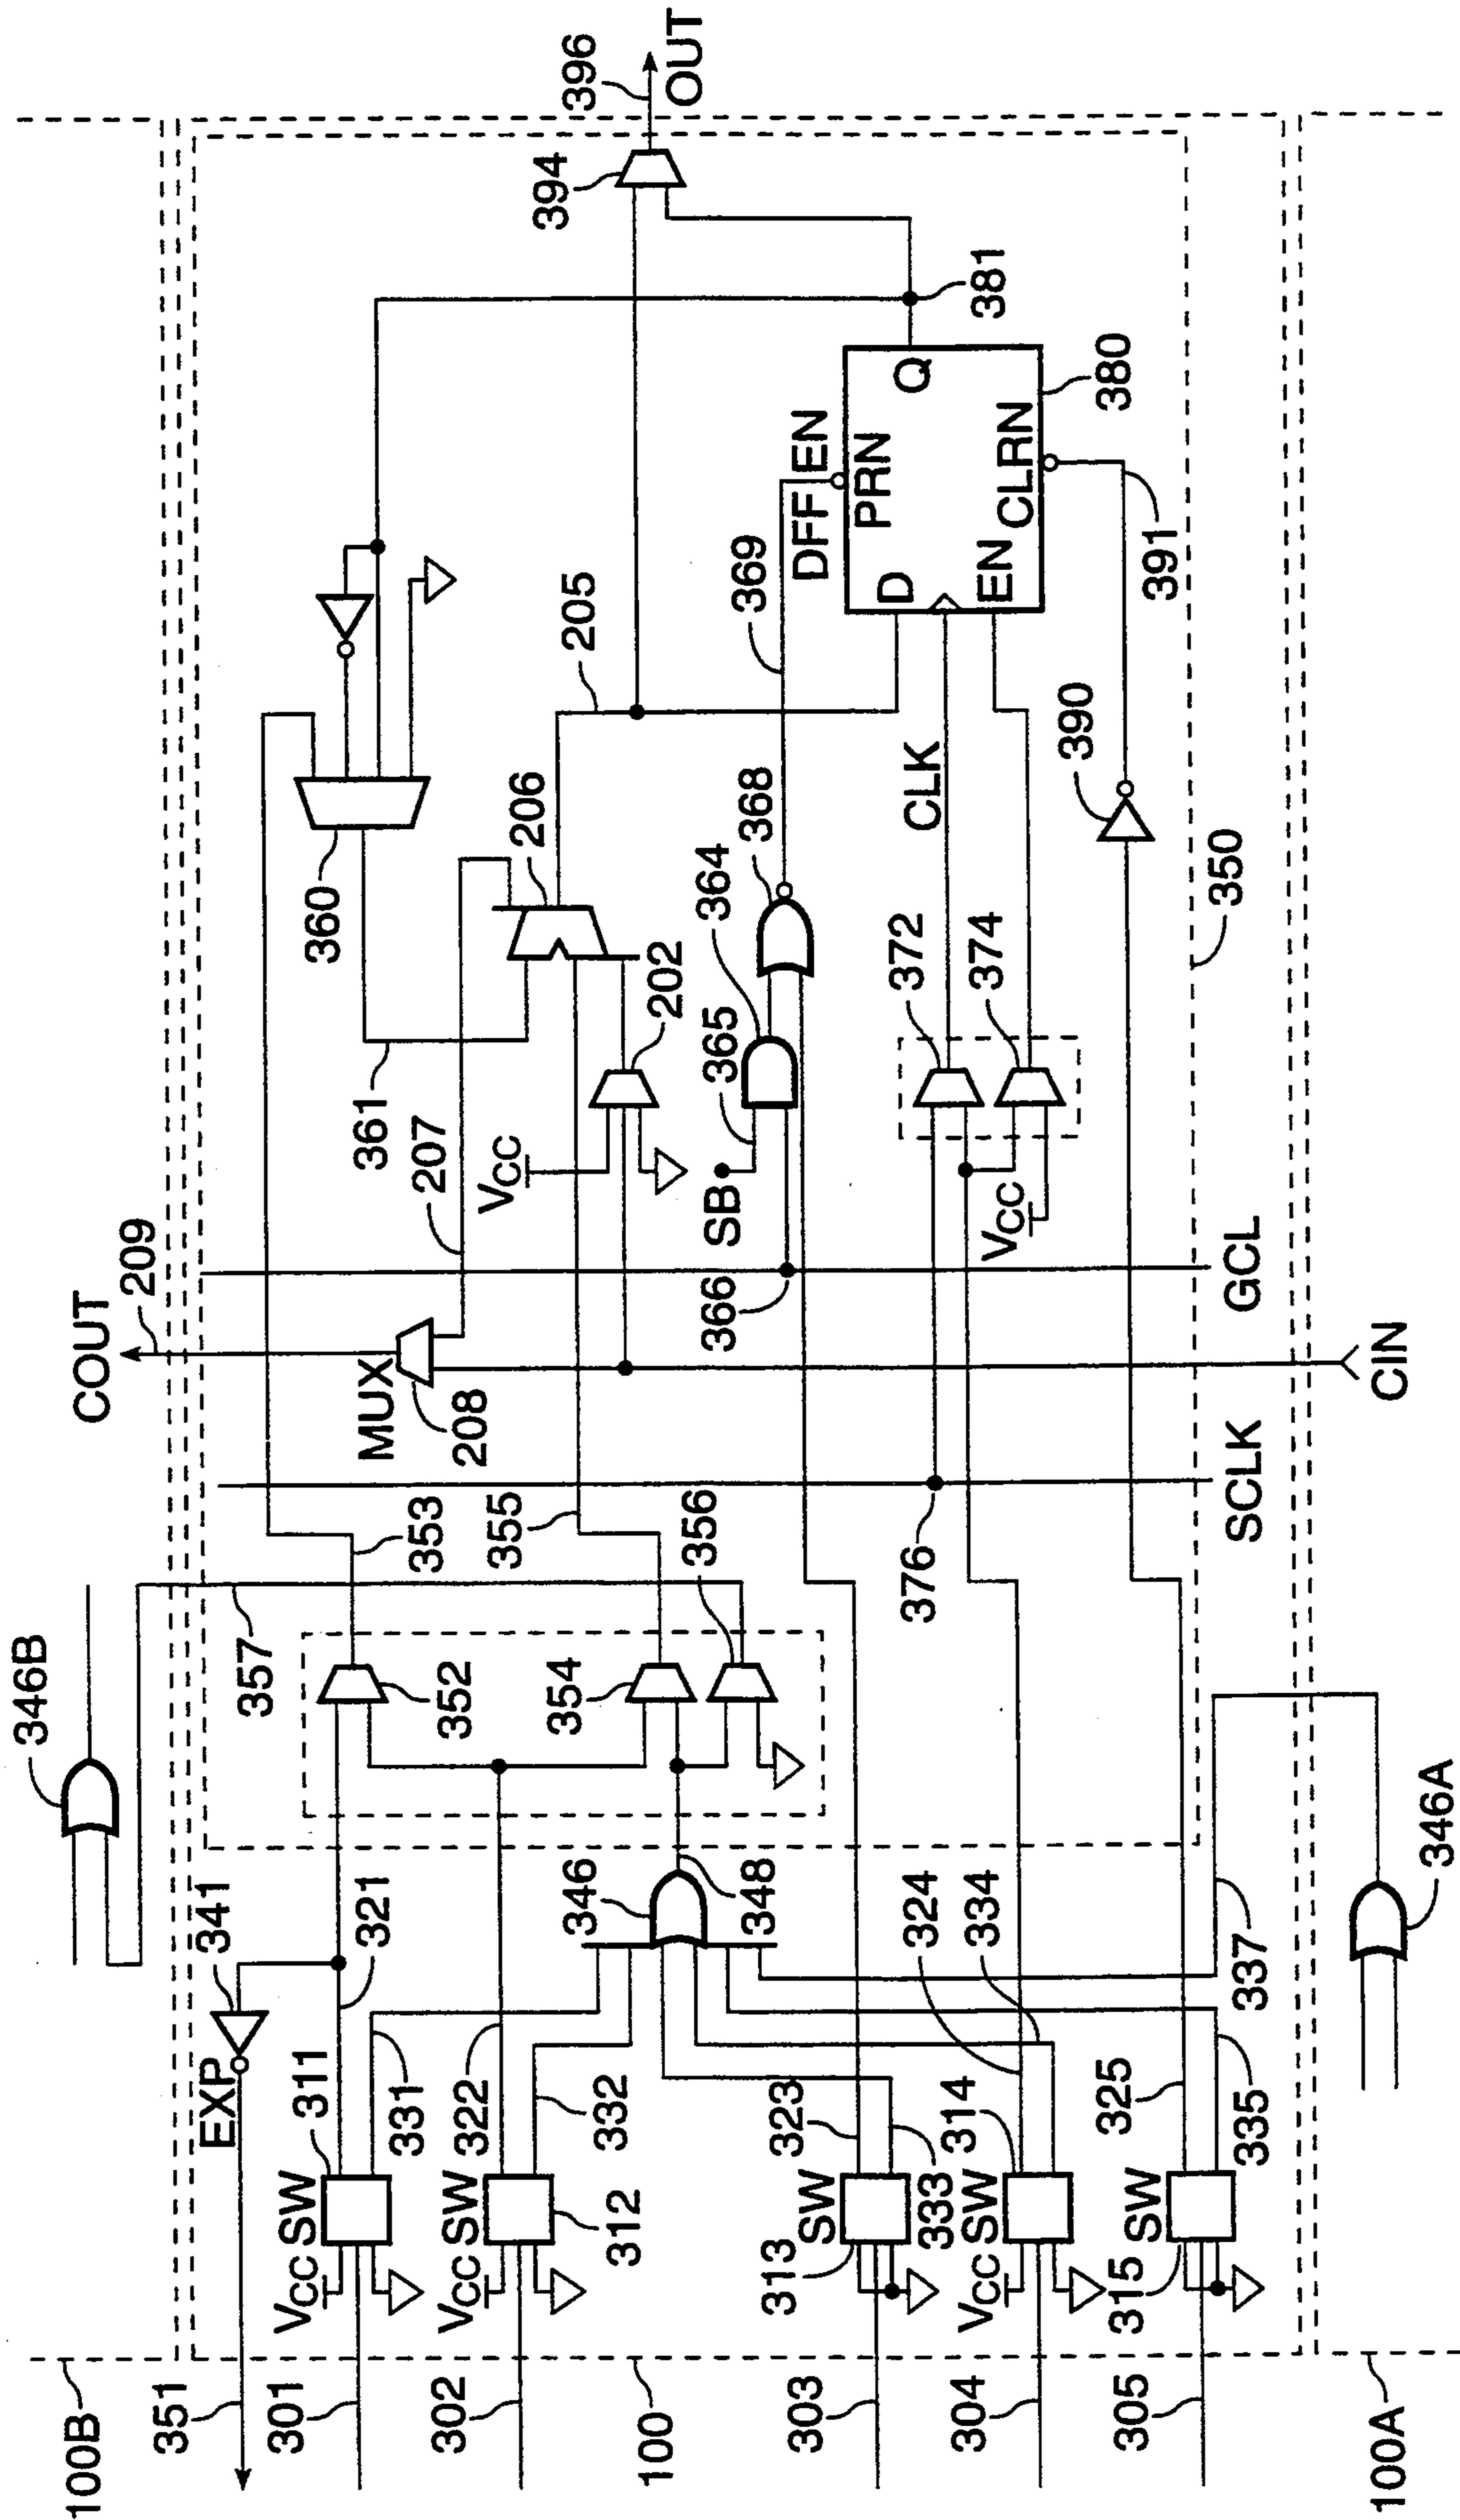 100B
351
301
302
100
303
304
305
100A
EXP
341
VCC
SW
311
321
331
VCC
SW
312
322
332
SW
313
323
333
VCC
SW
314
324
334
SW
315
325
335
337
346B
346
348
346A
357
352
353
354
355
356
COUT
209
MUX
208
207
SCLK
376
CIN
GCL
366
361
360
VCC
202
206
205
SB
365
364
368
369
VCC
372
374
CLK
390
391
350
DFF EN
D
PRN
Q
EN
CLRN
380
381
394
396
OUT